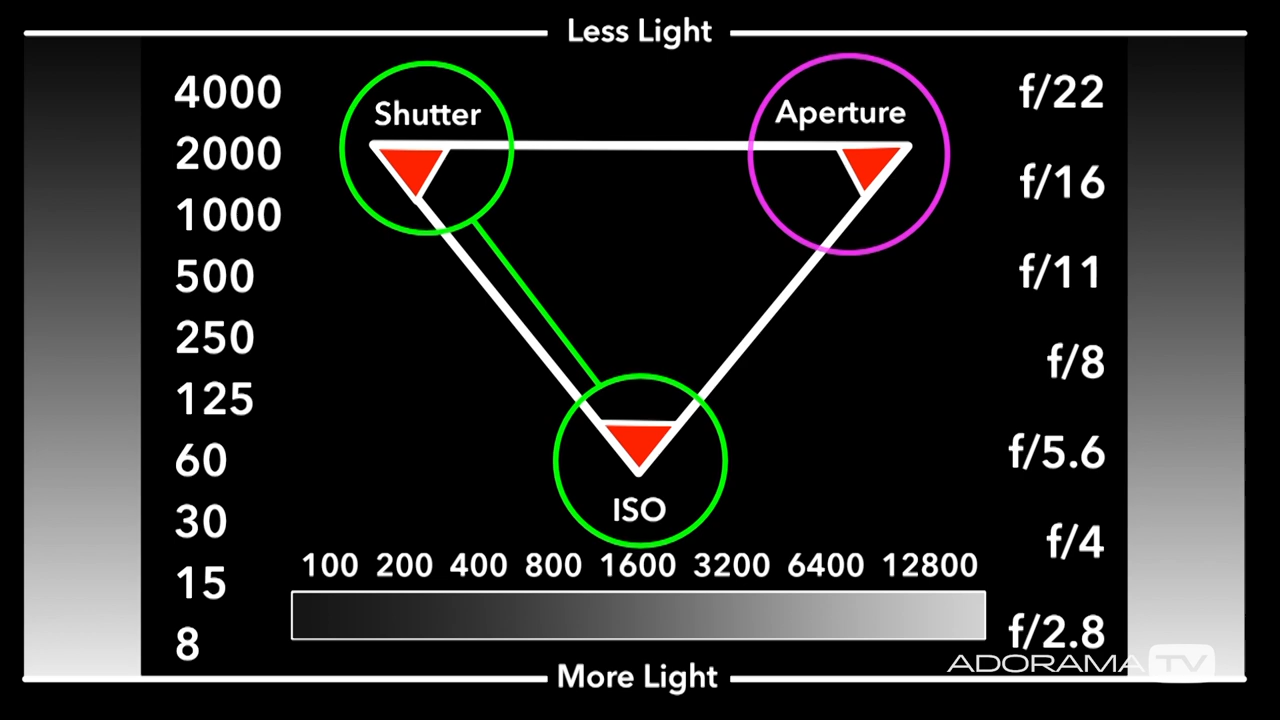 Less Light
4000
2000
1000
500
250
125
60
30
15
8
Shutter
Aperture
ISO
100 200 400 800 1600 3200 6400 12800
f/22
f/16
f/11
f/8
f/5.6
f/4
f/2.8
ADORAMA TV
More Light